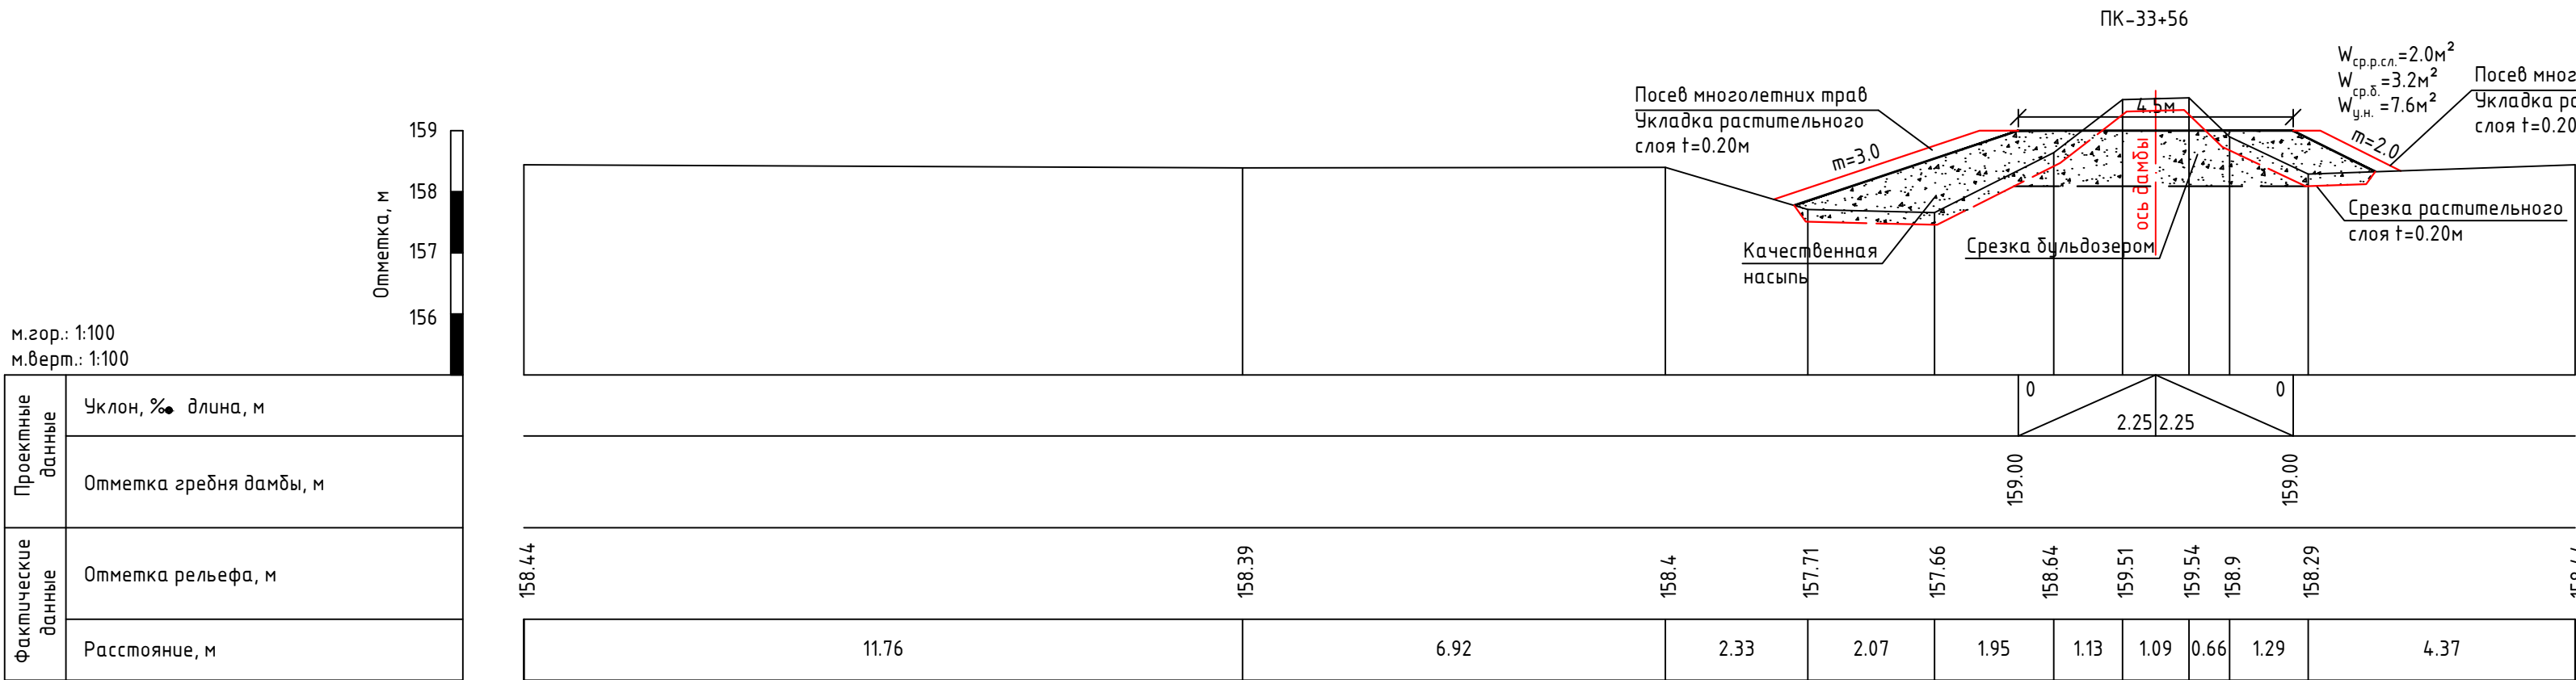 ПК-33+56
Wср.р.сл.=2.0м²
Wср.б.=3.2м²
Wу.н.=7.6м²
Посев мног
Укладка ра
слоя t=0.20
Посев многолетних трав
Укладка растительного
слоя t=0.20м
m=3.0
4.5м
m=2.0
ось дамбы
Срезка растительного
слоя t=0.20м
Качественная
насыпь
Срезка бульдозером
Отметка, м
159
158
157
156
м.гор.: 1:100
м.верт.: 1:100
Проектные
данные
Уклон, ‰ длина, м
0
2.25
2.25
0
Отметка гребня дамбы, м
159.00
159.00
Фактические
данные
Отметка рельефа, м
158.44
158.39
158.4
157.71
157.66
158.64
159.51
159.54
158.9
158.29
Расстояние, м
11.76
6.92
2.33
2.07
1.95
1.13
1.09
0.66
1.29
4.37